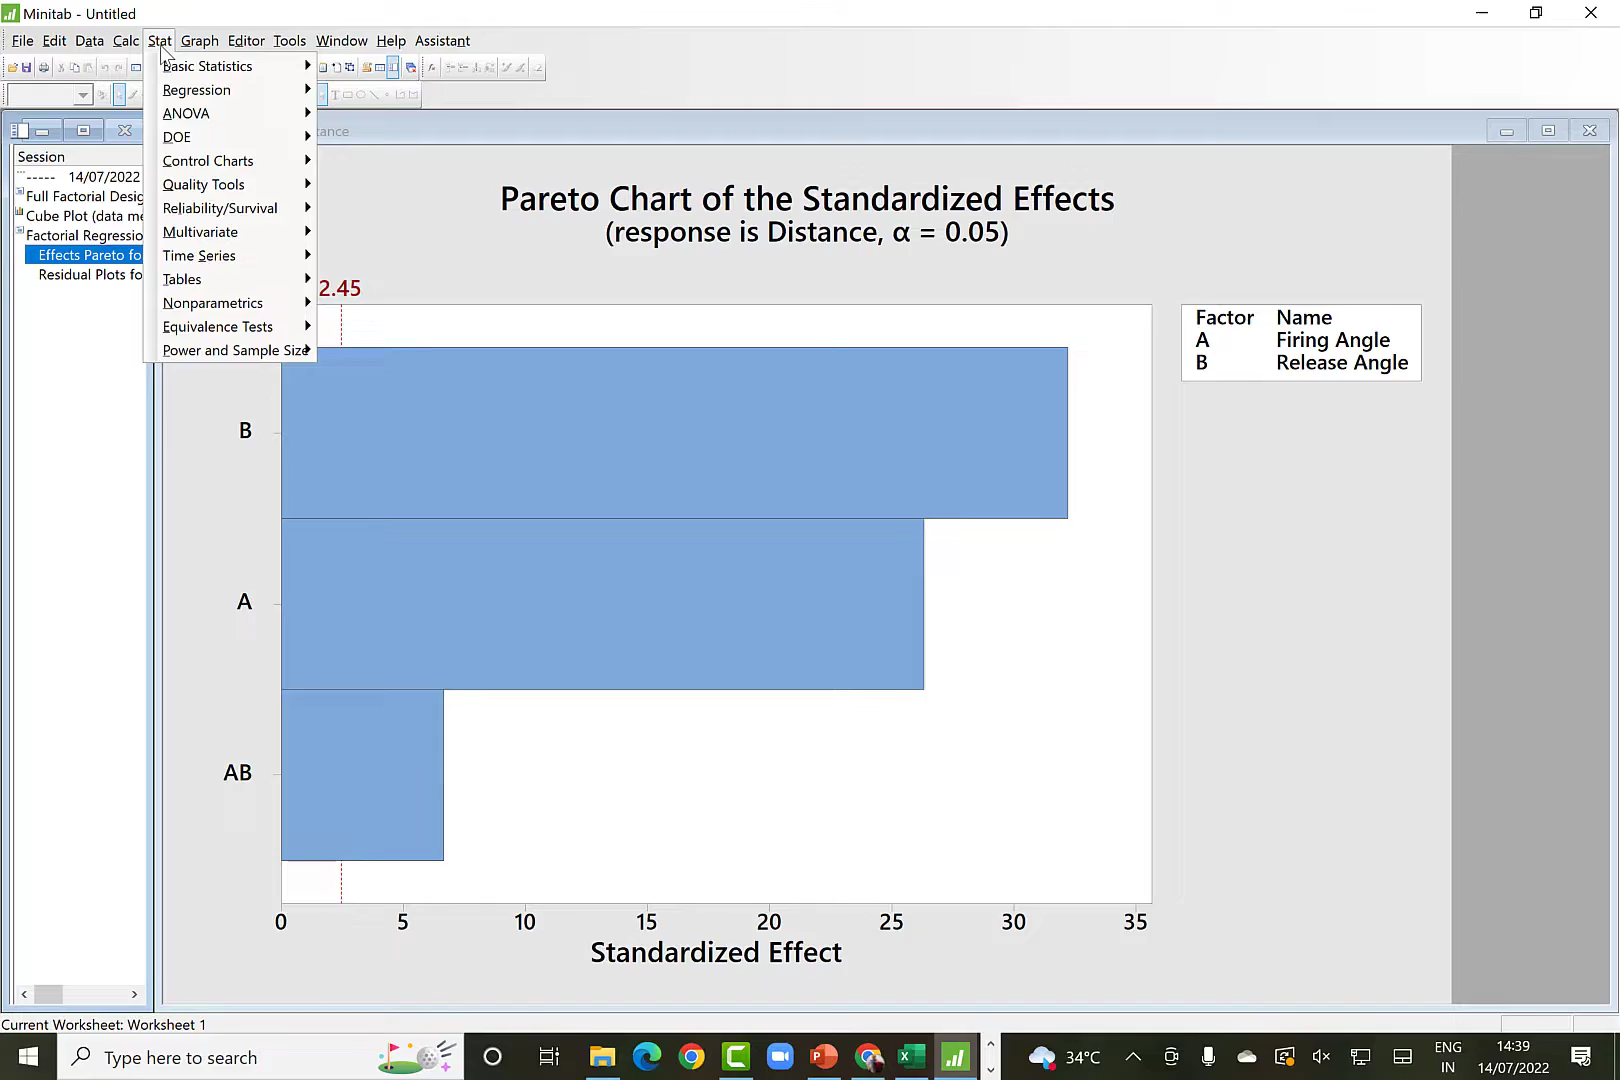 Minitab - Untitled
File Edit Data Calc Stat Graph Editor Tools Window Help Assistant
Basic Statistics
Regression
ANOVA
DOE
Control Charts
Quality Tools
Reliability/Survival
Multivariate
Time Series
Tables
Nonparametrics
Equivalence Tests
Power and Sample Size
Session
----- 14/07/2022
Full Factorial Desig
Cube Plot (data me
Factorial Regressio
Effects Pareto fo
Residual Plots fo
tance
Pareto Chart of the Standardized Effects
(response is Distance, α = 0.05)
2.45
Factor Name
A Firing Angle
B Release Angle
B
A
AB
0 5 10 15 20 25 30 35
Standardized Effect
Current Worksheet: Worksheet 1
Type here to search
34°C
ENG
IN
14:39
14/07/2022